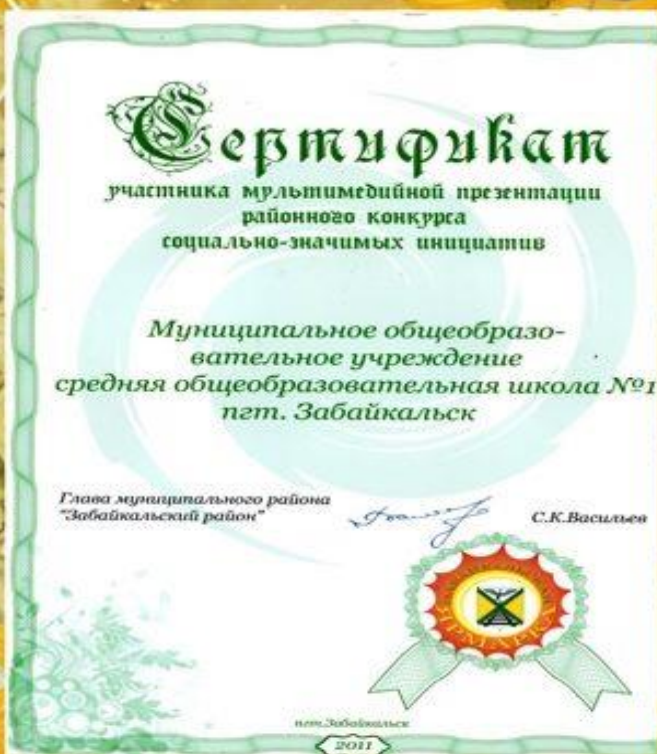 Сертификат
участника мультимедийной презентации
районного конкурса
социально-значимых инициатив
Муниципальное общеобразо-
вательное учреждение
средняя общеобразовательная школа №1
пгт. Забайкальск
Глава муниципального района
"Забайкальский район"
С.К.Васильев
ЯРМАРКА
пгт.Забайкальск
2011